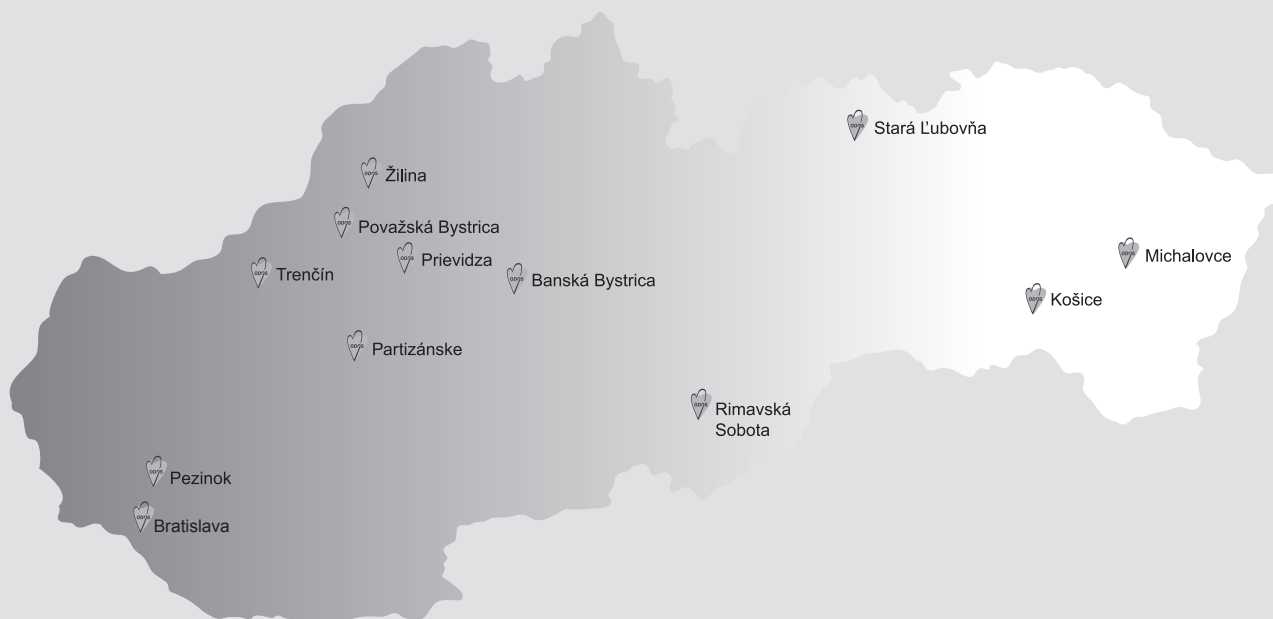 Stará Ľubovňa
Žilina
Považská Bystrica
Prievidza
Trenčín
Banská Bystrica
Michalovce
Košice
Partizánske
Rimavská
Sobota
Pezinok
Bratislava